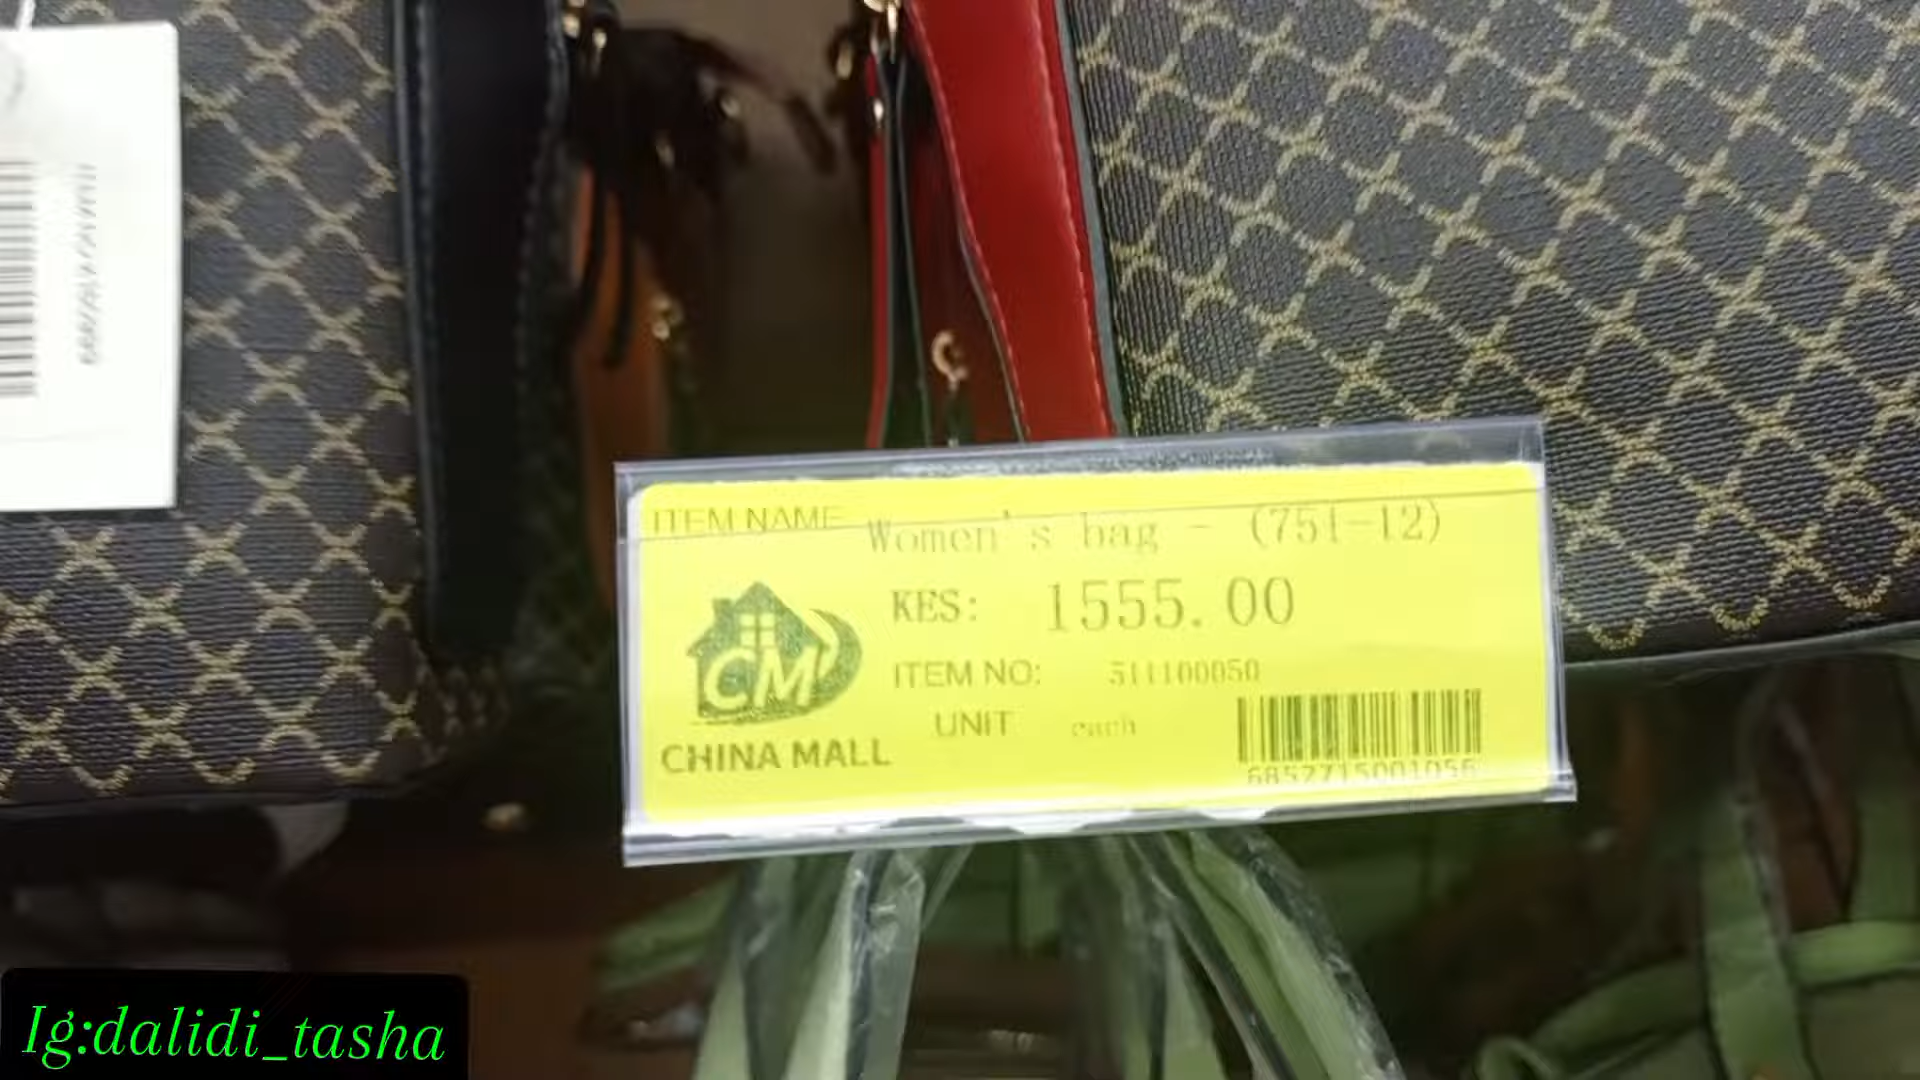 ITEM NAME Women's bag - (751-12)
KES: 1555.00
ITEM NO: 511100050
UNIT each
CM
CHINA MALL
68527715001056
Ig:dalidi_tasha